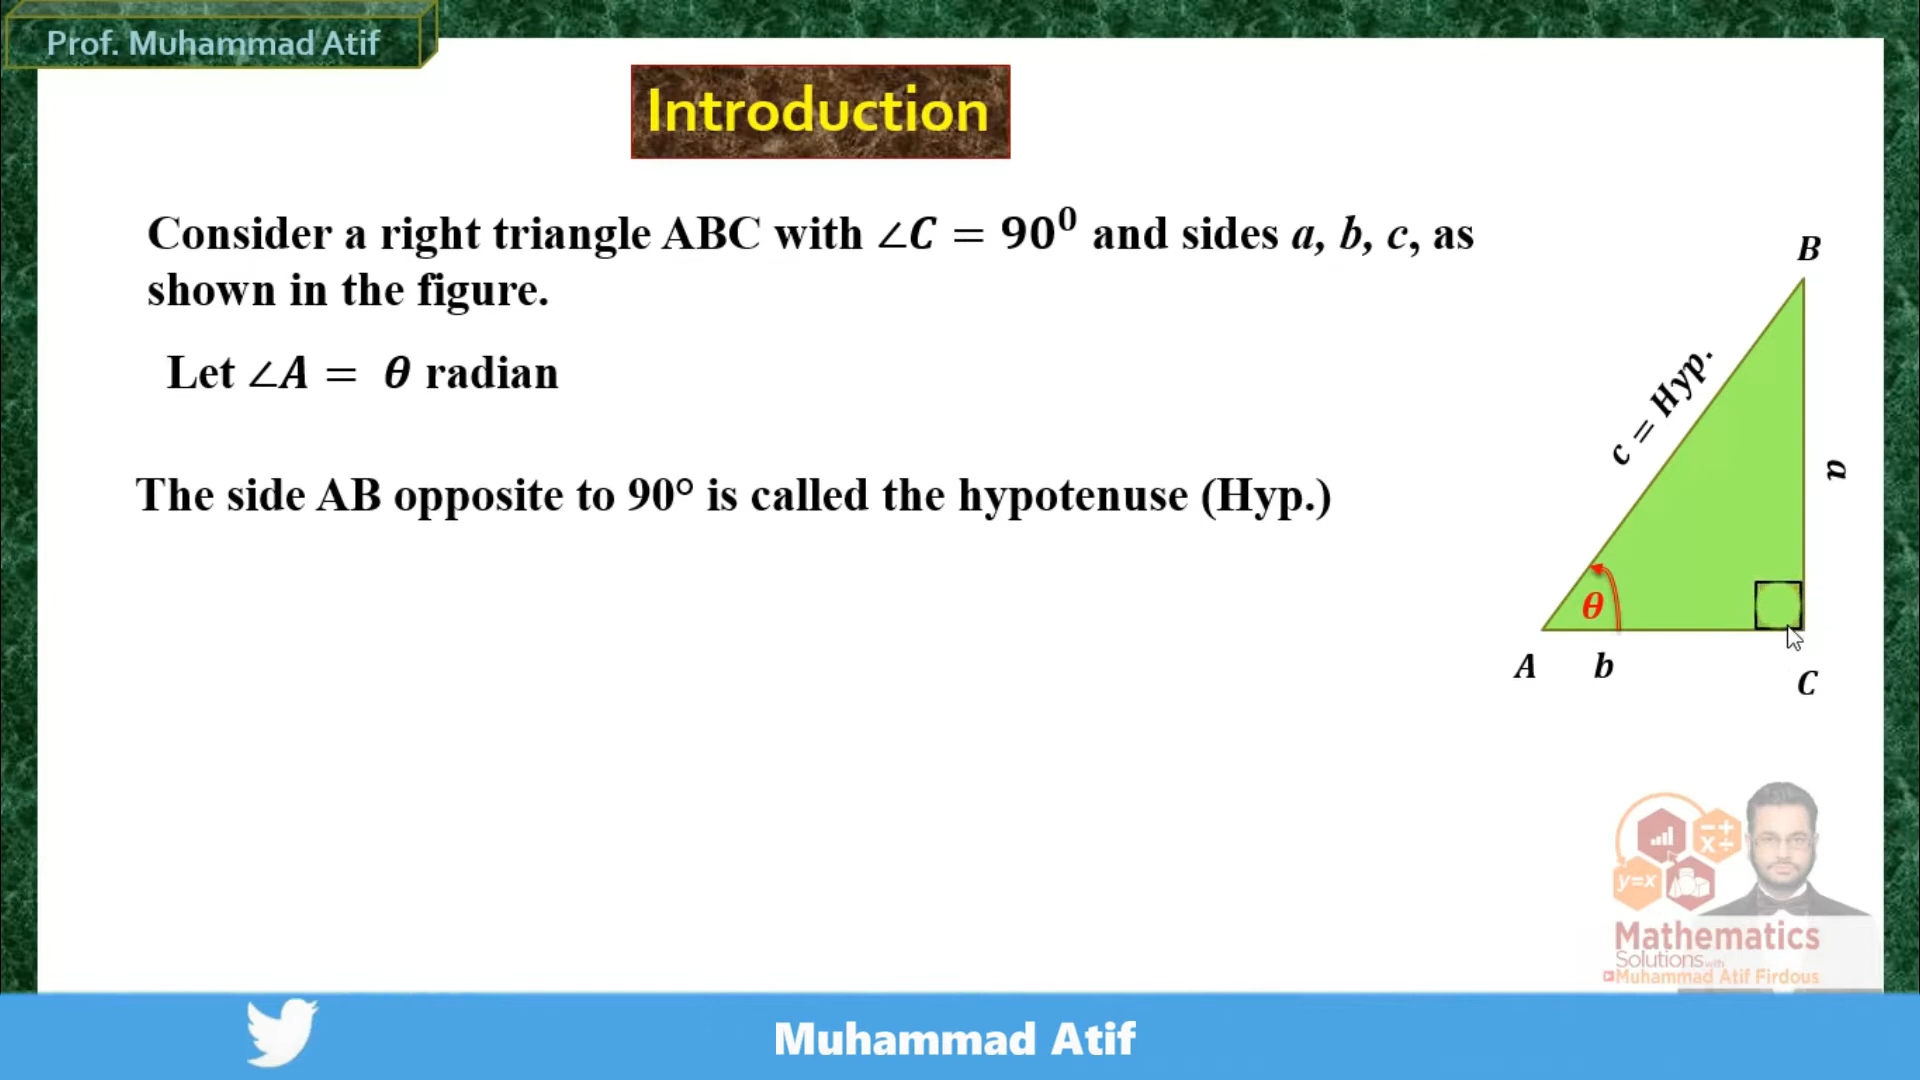 Prof. Muhammad Atif
Introduction
Consider a right triangle ABC with ∠C = 90⁰ and sides a, b, c, as
shown in the figure.
Let ∠A = θ radian
The side AB opposite to 90° is called the hypotenuse (Hyp.)
B
c = Hyp.
a
θ
A
b
C
y=x
Mathematics
Solutions with
Muhammad Atif Firdous
Muhammad Atif